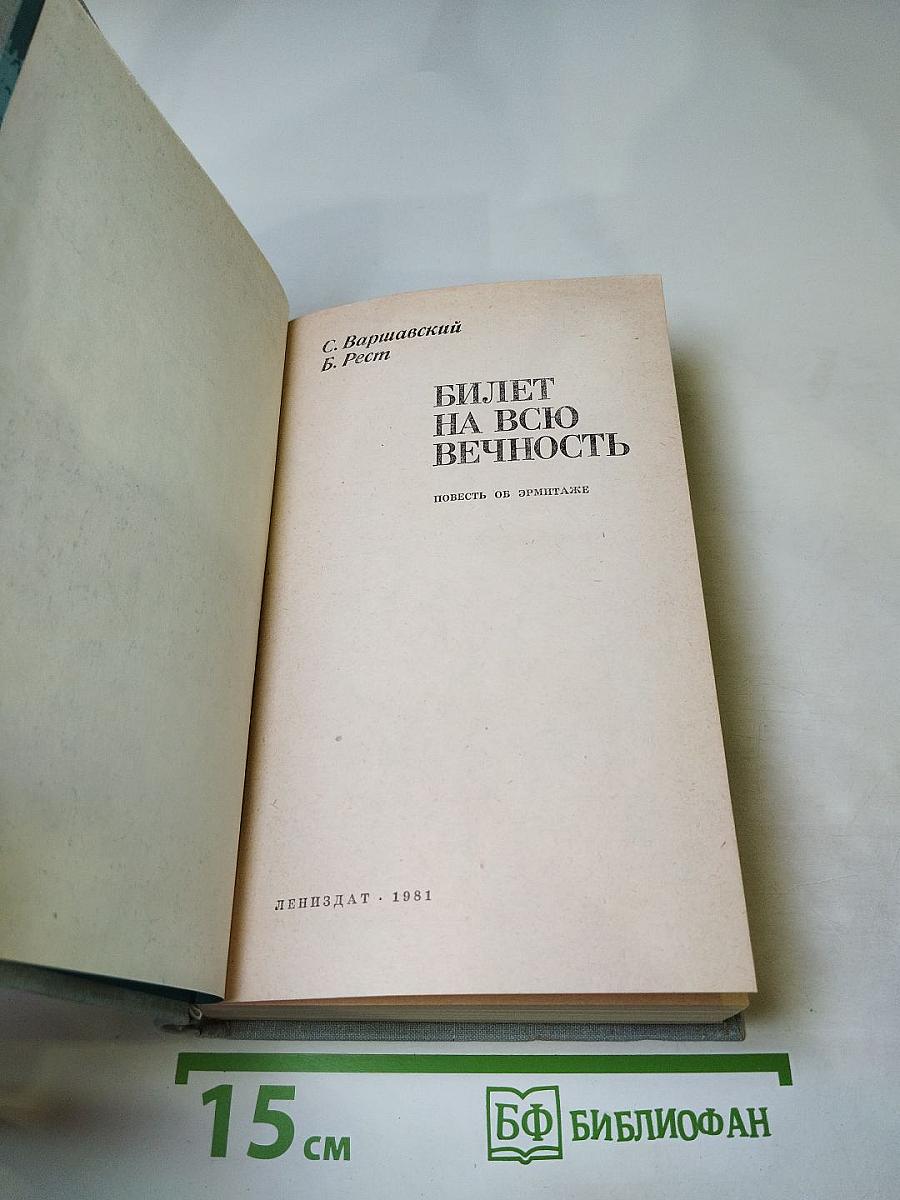 С. Варшавский
Б. Рест
БИЛЕТ
НА ВСЮ
ВЕЧНОСТЬ
ПОВЕСТЬ ОБ ЭРМИТАЖЕ
ЛЕНИЗДАТ · 1981
15 см
БФ БИБЛИОФАН